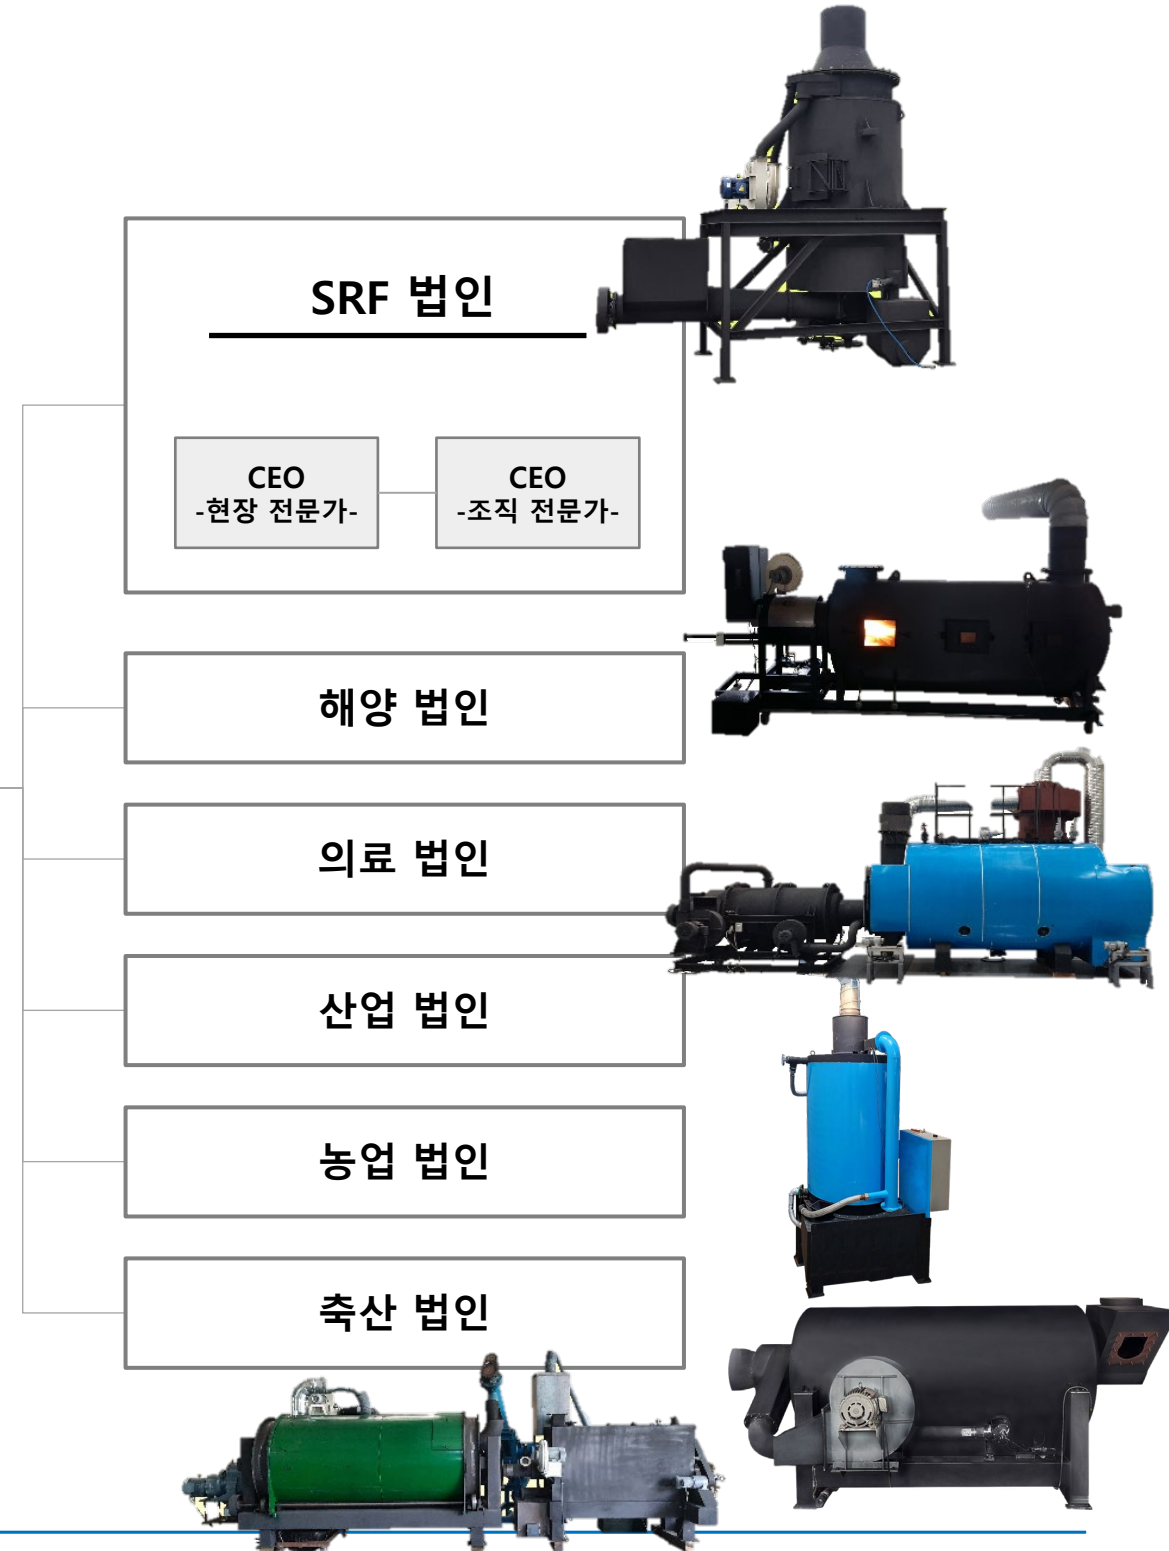 SRF 법인
CEO
-현장 전문가-
CEO
-조직 전문가-
해양 법인
의료 법인
산업 법인
농업 법인
축산 법인